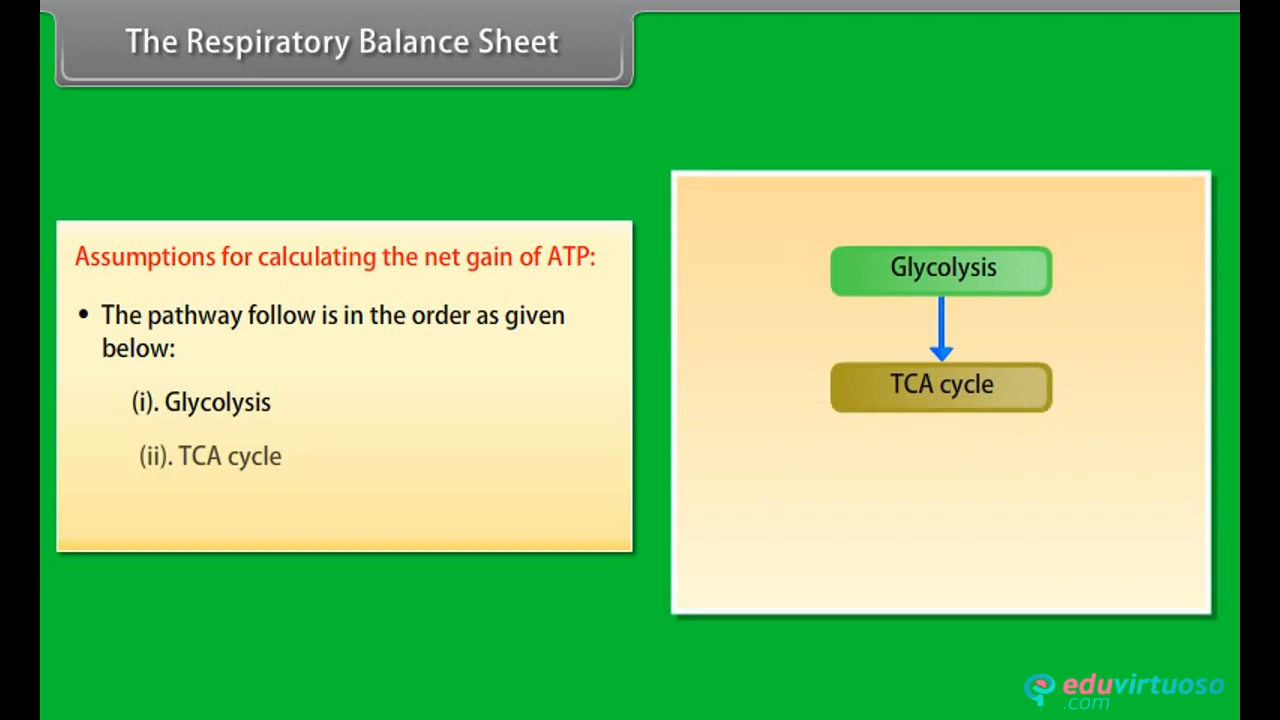 The Respiratory Balance Sheet
Assumptions for calculating the net gain of ATP:
• The pathway follow is in the order as given
below:
(i). Glycolysis
(ii). TCA cycle
Glycolysis
TCA cycle
eduvirtuoso
.com